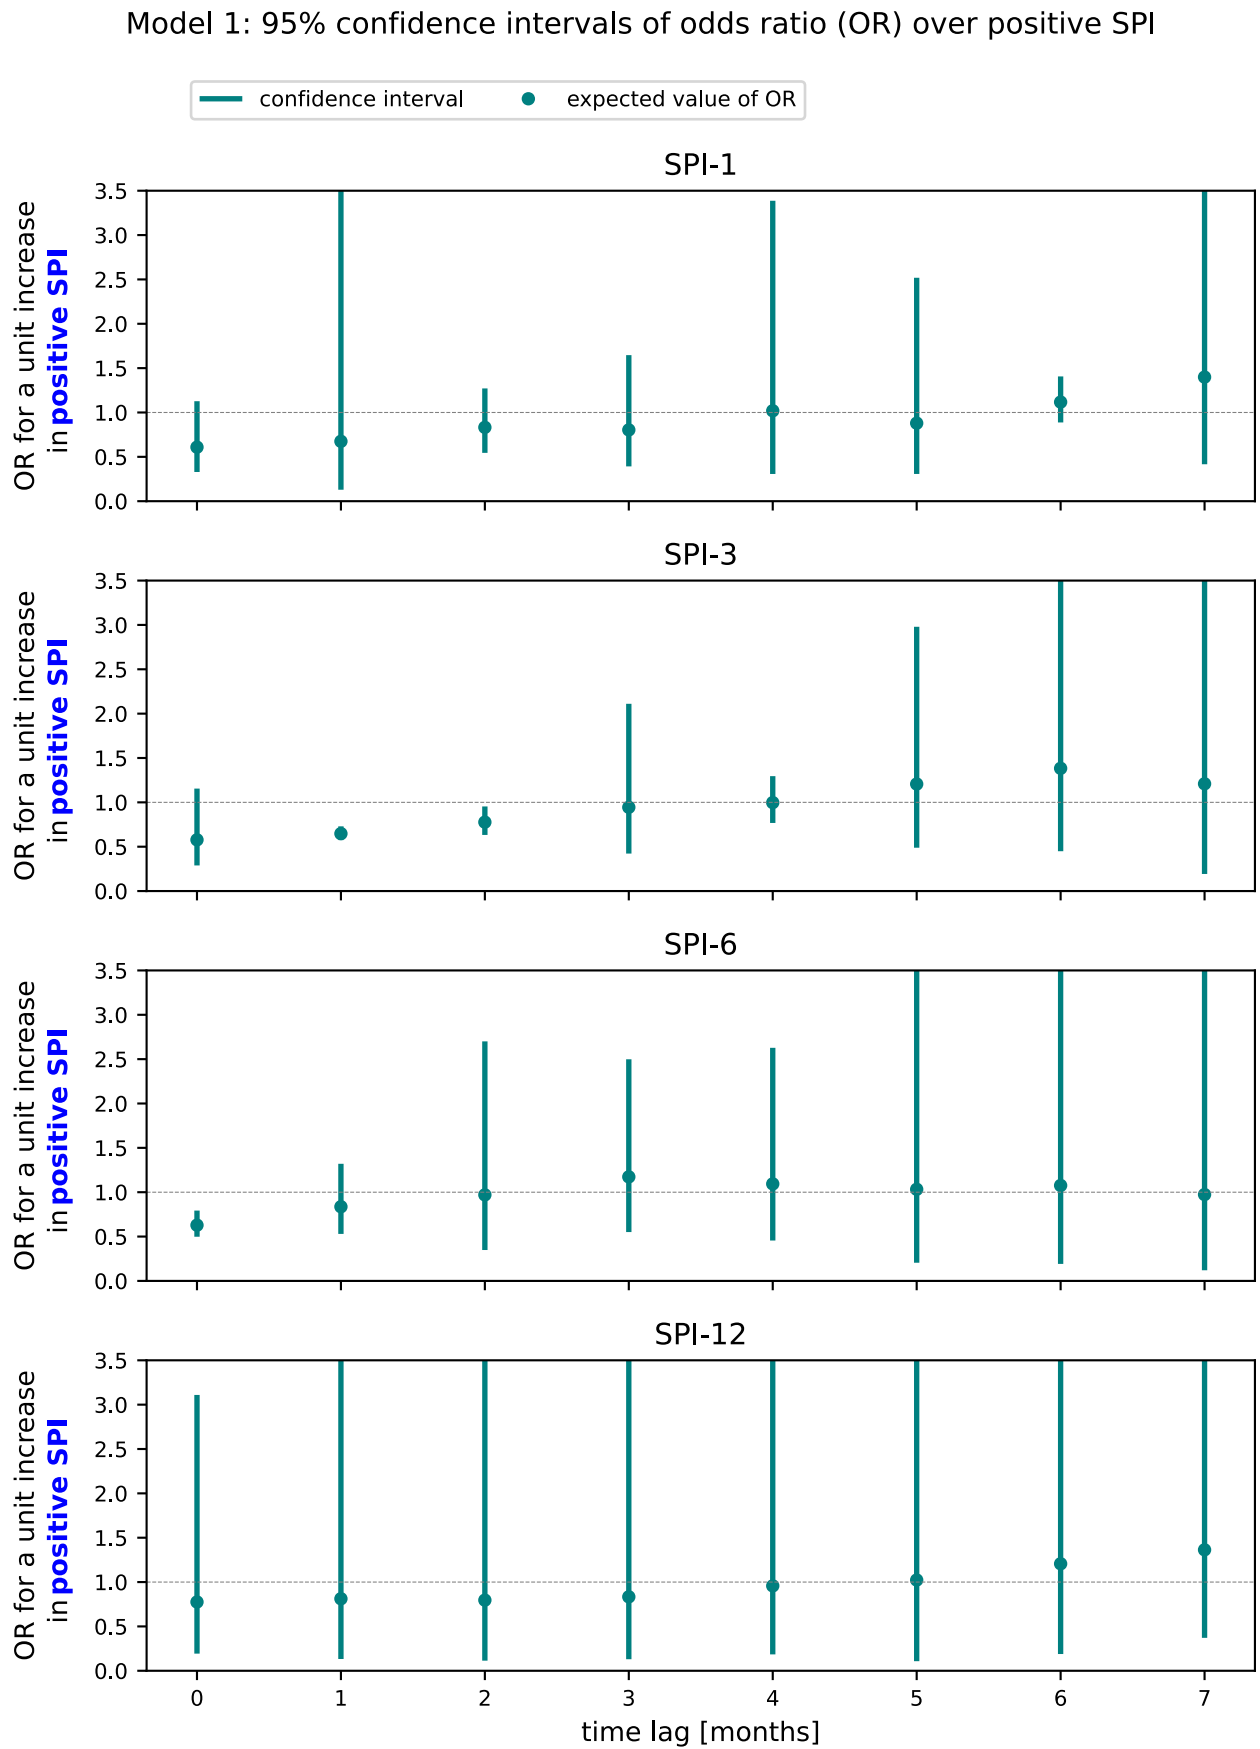 Model 1: 95% confidence intervals of odds ratio (OR) over positive SPI
confidence interval
expected value of OR
SPI-1
OR for a unit increase
in positive SPI
3.5
3.0
2.5
2.0
1.5
1.0
0.5
0.0
SPI-3
OR for a unit increase
in positive SPI
3.5
3.0
2.5
2.0
1.5
1.0
0.5
0.0
SPI-6
OR for a unit increase
in positive SPI
3.5
3.0
2.5
2.0
1.5
1.0
0.5
0.0
SPI-12
OR for a unit increase
in positive SPI
3.5
3.0
2.5
2.0
1.5
1.0
0.5
0.0
0 1 2 3 4 5 6 7
time lag [months]